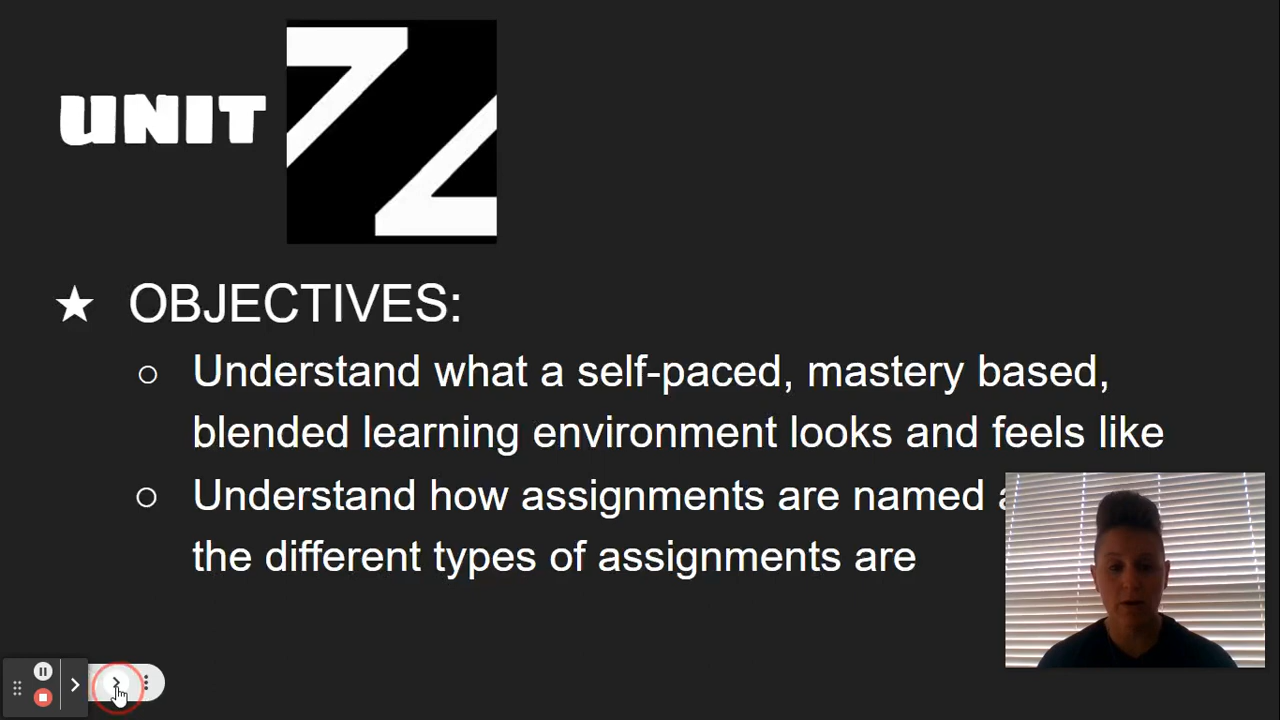 UNIT Z
★ OBJECTIVES:
○ Understand what a self-paced, mastery based,
blended learning environment looks and feels like
○ Understand how assignments are named
the different types of assignments are